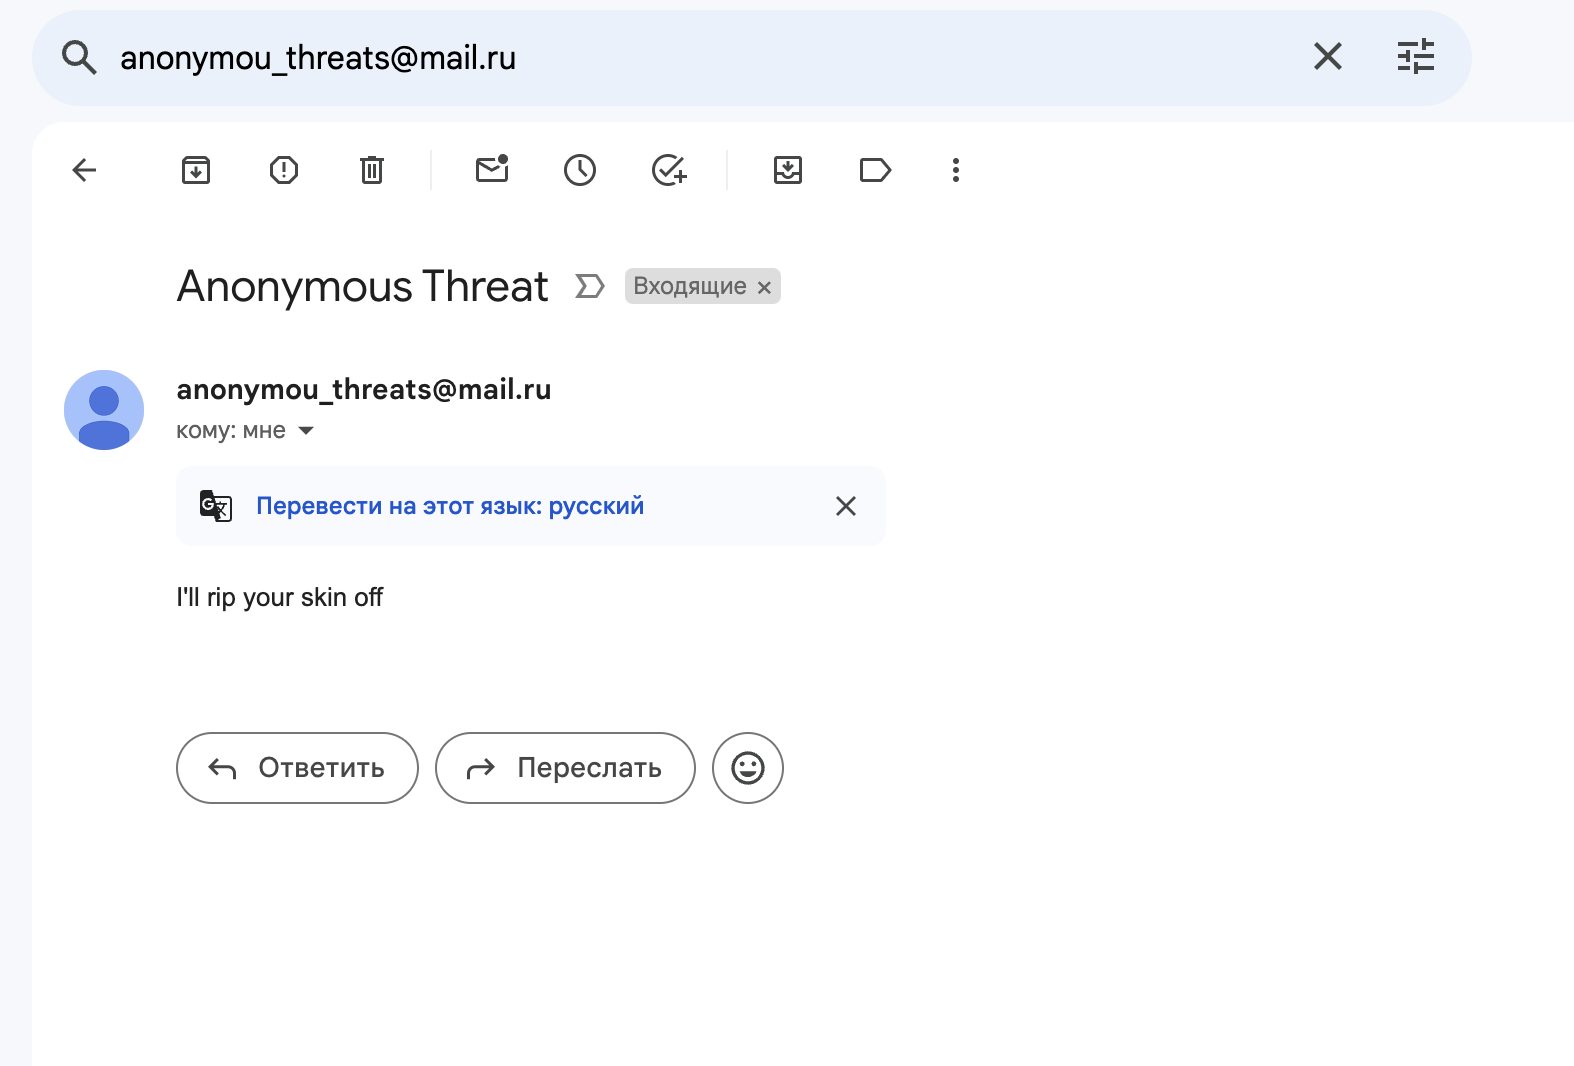 anonymou_threats@mail.ru
Anonymous Threat
Входящие ×
anonymou_threats@mail.ru
кому: мне
Перевести на этот язык: русский
I'll rip your skin off
Ответить
Переслать